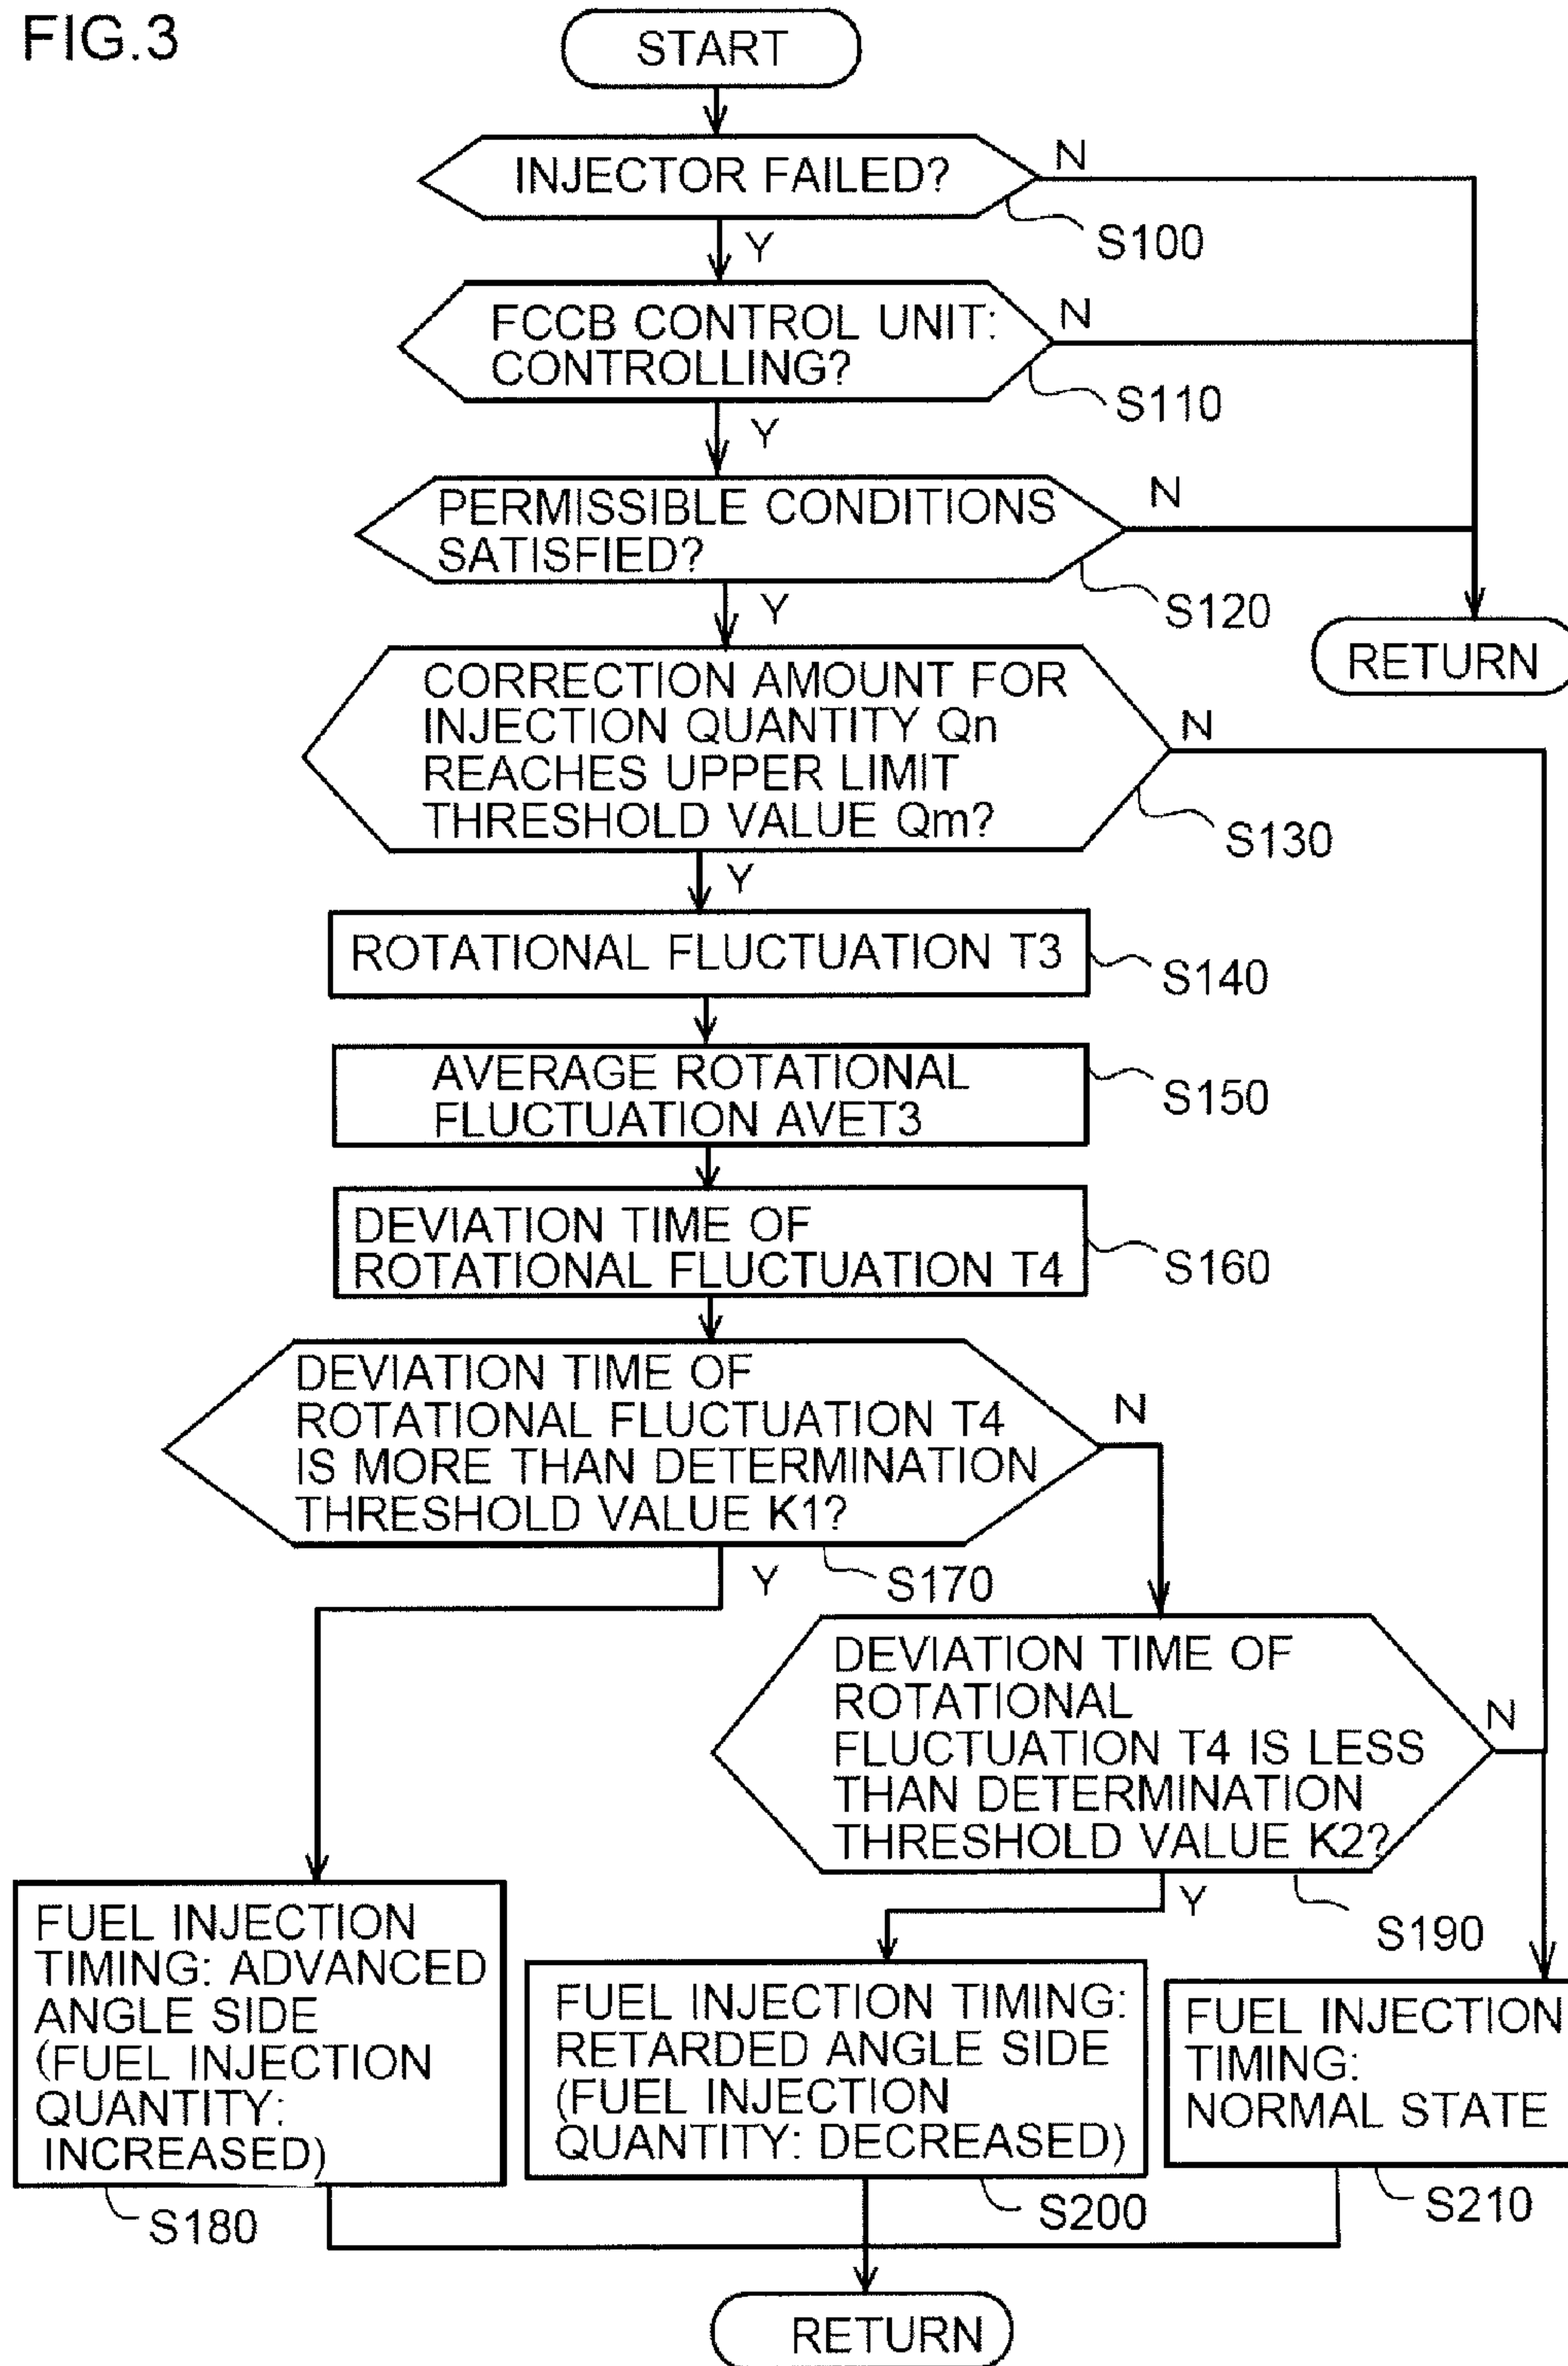 FIG.3
START
INJECTOR FAILED?
N
S100
Y
FCCB CONTROL UNIT:
CONTROLLING?
N
S110
Y
PERMISSIBLE CONDITIONS
SATISFIED?
N
S120
Y
RETURN
CORRECTION AMOUNT FOR
INJECTION QUANTITY Qn
REACHES UPPER LIMIT
THRESHOLD VALUE Qm?
N
S130
Y
ROTATIONAL FLUCTUATION T3
S140
AVERAGE ROTATIONAL
FLUCTUATION AVET3
S150
DEVIATION TIME OF
ROTATIONAL FLUCTUATION T4
S160
DEVIATION TIME OF
ROTATIONAL FLUCTUATION T4
IS MORE THAN DETERMINATION
THRESHOLD VALUE K1?
N
Y
S170
DEVIATION TIME OF
ROTATIONAL
FLUCTUATION T4 IS LESS
THAN DETERMINATION
THRESHOLD VALUE K2?
N
Y
S190
FUEL INJECTION
TIMING: ADVANCED
ANGLE SIDE
(FUEL INJECTION
QUANTITY:
INCREASED)
S180
FUEL INJECTION TIMING:
RETARDED ANGLE SIDE
(FUEL INJECTION
QUANTITY: DECREASED)
S200
FUEL INJECTION
TIMING:
NORMAL STATE
S210
RETURN